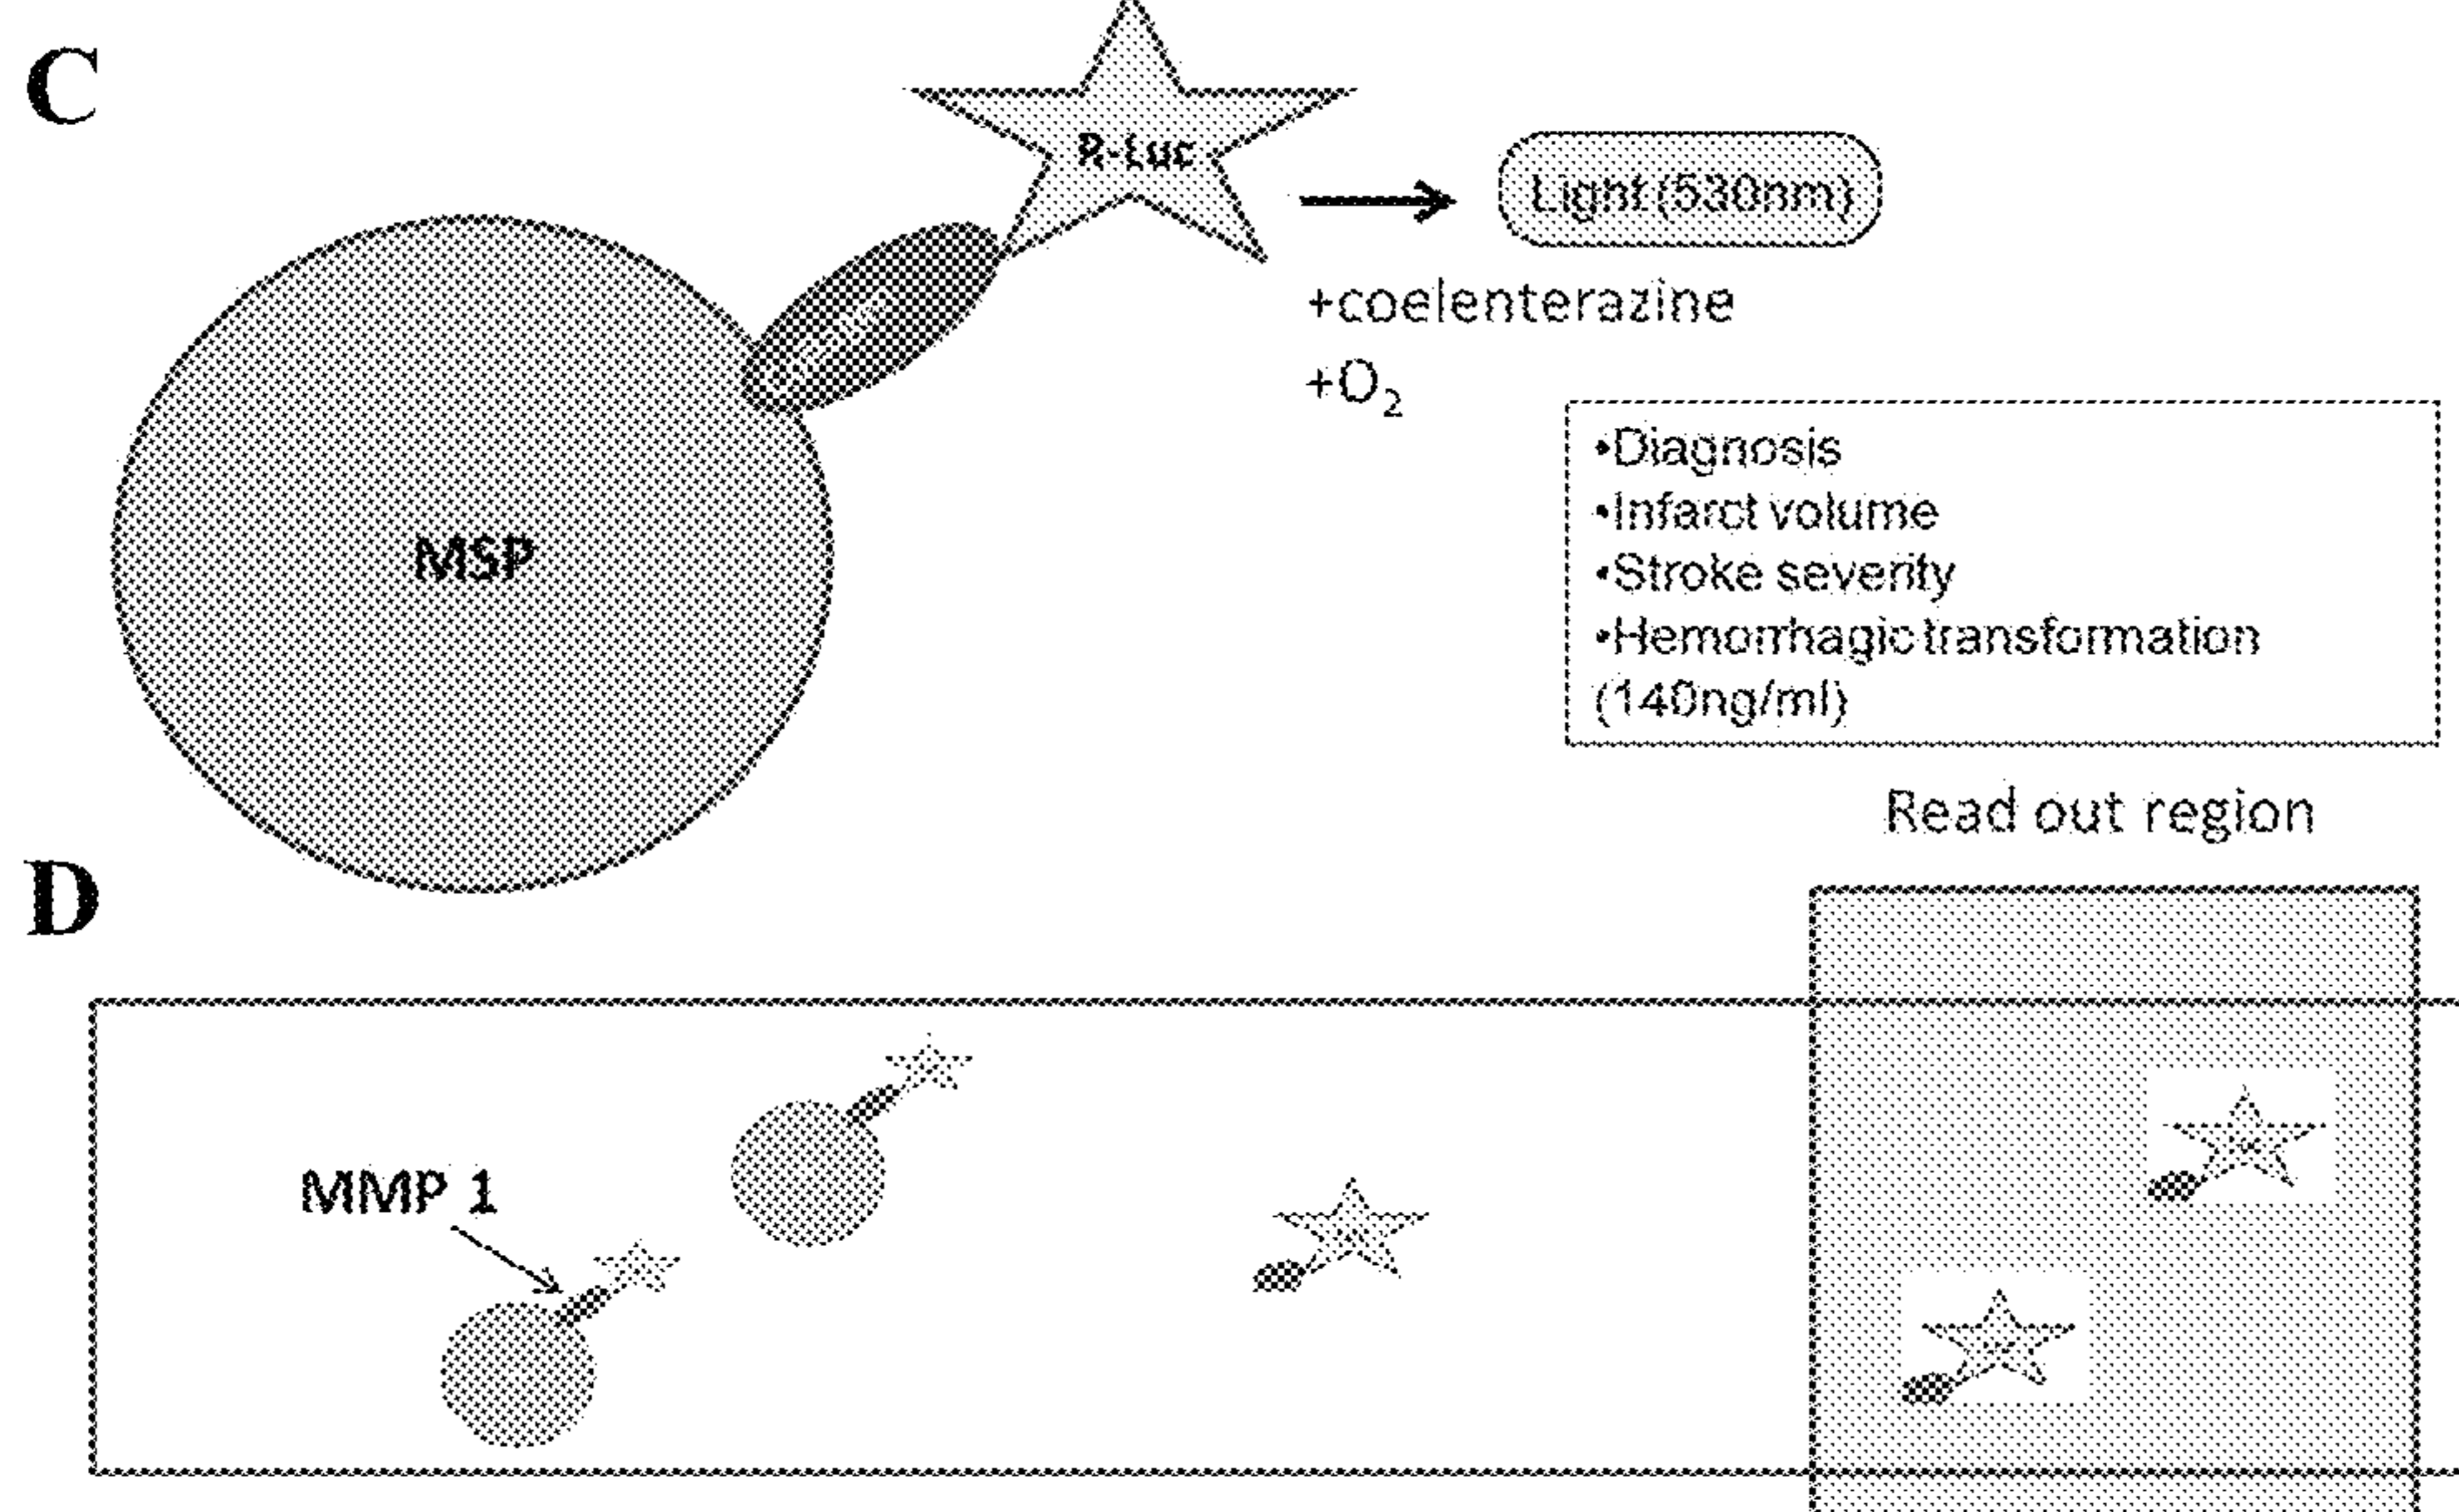 C
R-Luc
Light (530nm)
+coelenterazine
+O₂
MSP
•Diagnosis
•Infarct volume
•Stroke severity
•Hemorrhagic transformation
(140ng/ml)
Read out region
D
MMP 1